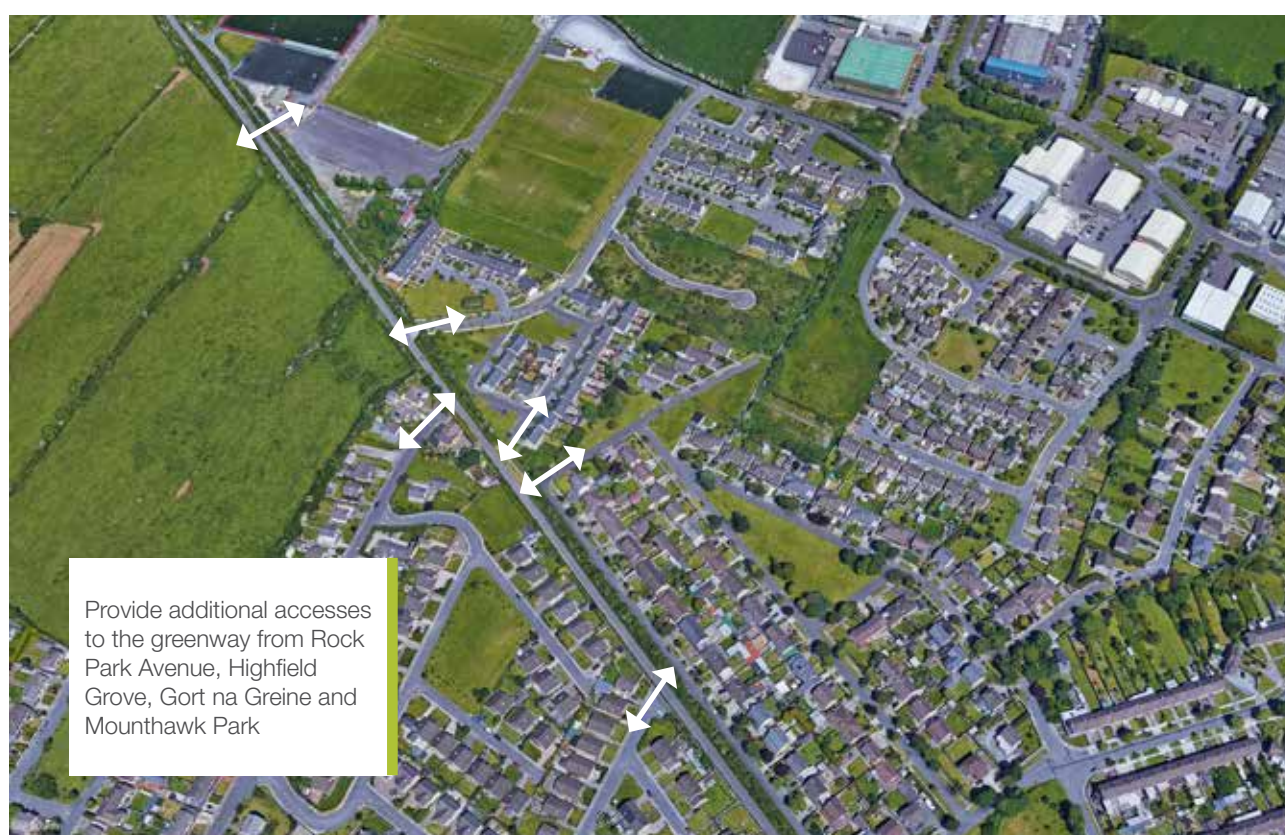 Provide additional accesses
to the greenway from Rock
Park Avenue, Highfield
Grove, Gort na Greine and
Mounthawk Park